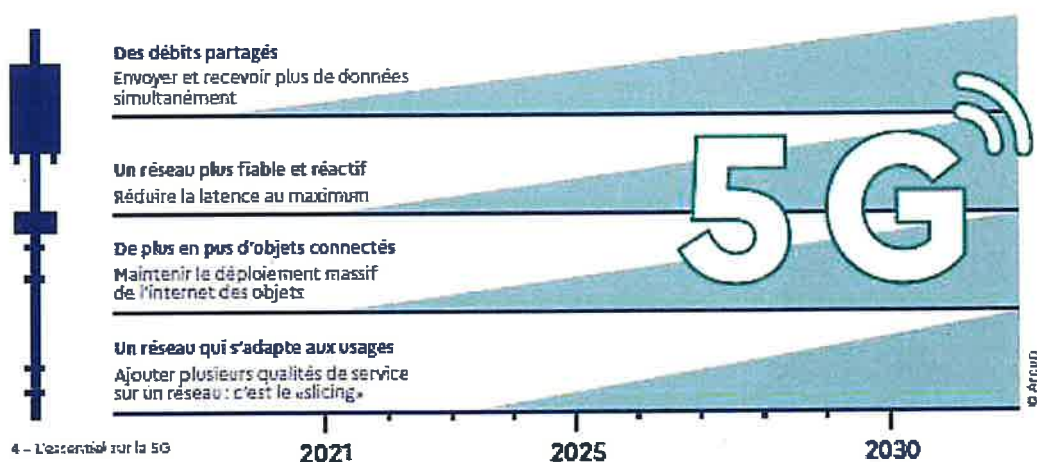 Des débits partagés
Envoyer et recevoir plus de données
simultanément
Un réseau plus fiable et réactif
Réduire la latence au maximum
5G
De plus en pus d'objets connectés
Maintenir le déploiement massif
de l'internet des objets
Un réseau qui s'adapte aux usages
Ajouter plusieurs qualités de service
sur un réseau : c'est le «slicing»
© Arcep
4 – L'essentiel sur la 5G
2021 2025 2030